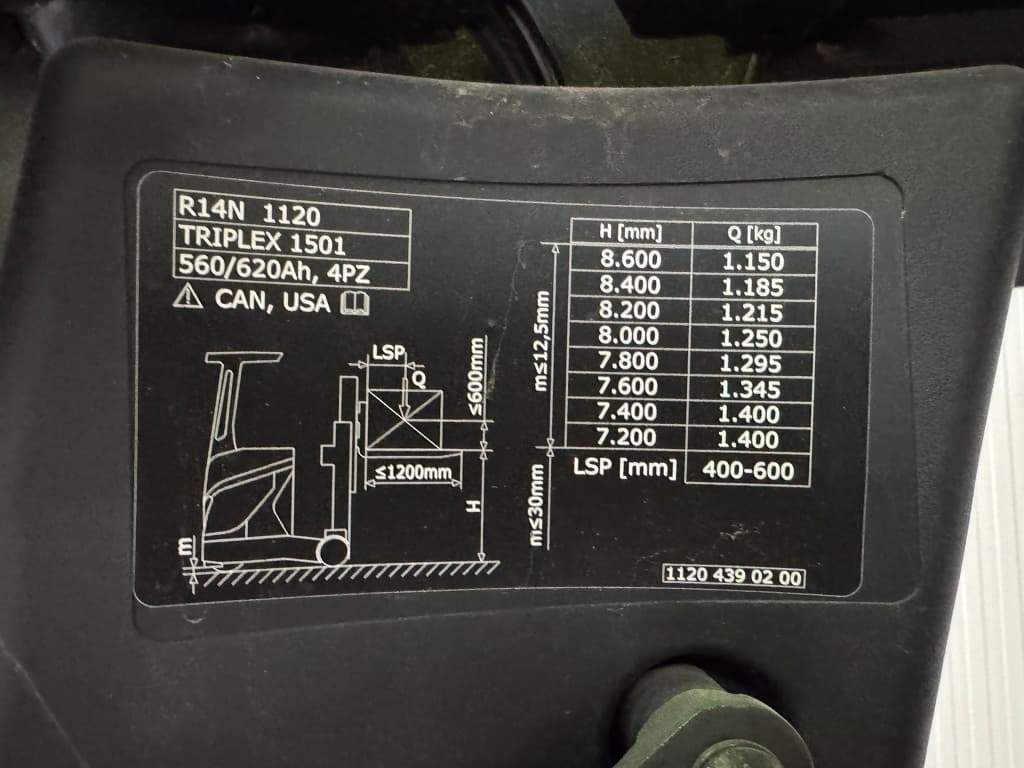 R14N 1120
TRIPLEX 1501
560/620Ah, 4PZ
CAN, USA
LSP
Q
≤600mm
≤1200mm
H
m
m≤12,5mm
m≤30mm
H [mm] Q [kg]
8.600 1.150
8.400 1.185
8.200 1.215
8.000 1.250
7.800 1.295
7.600 1.345
7.400 1.400
7.200 1.400
LSP [mm] 400-600
1120 439 02 00